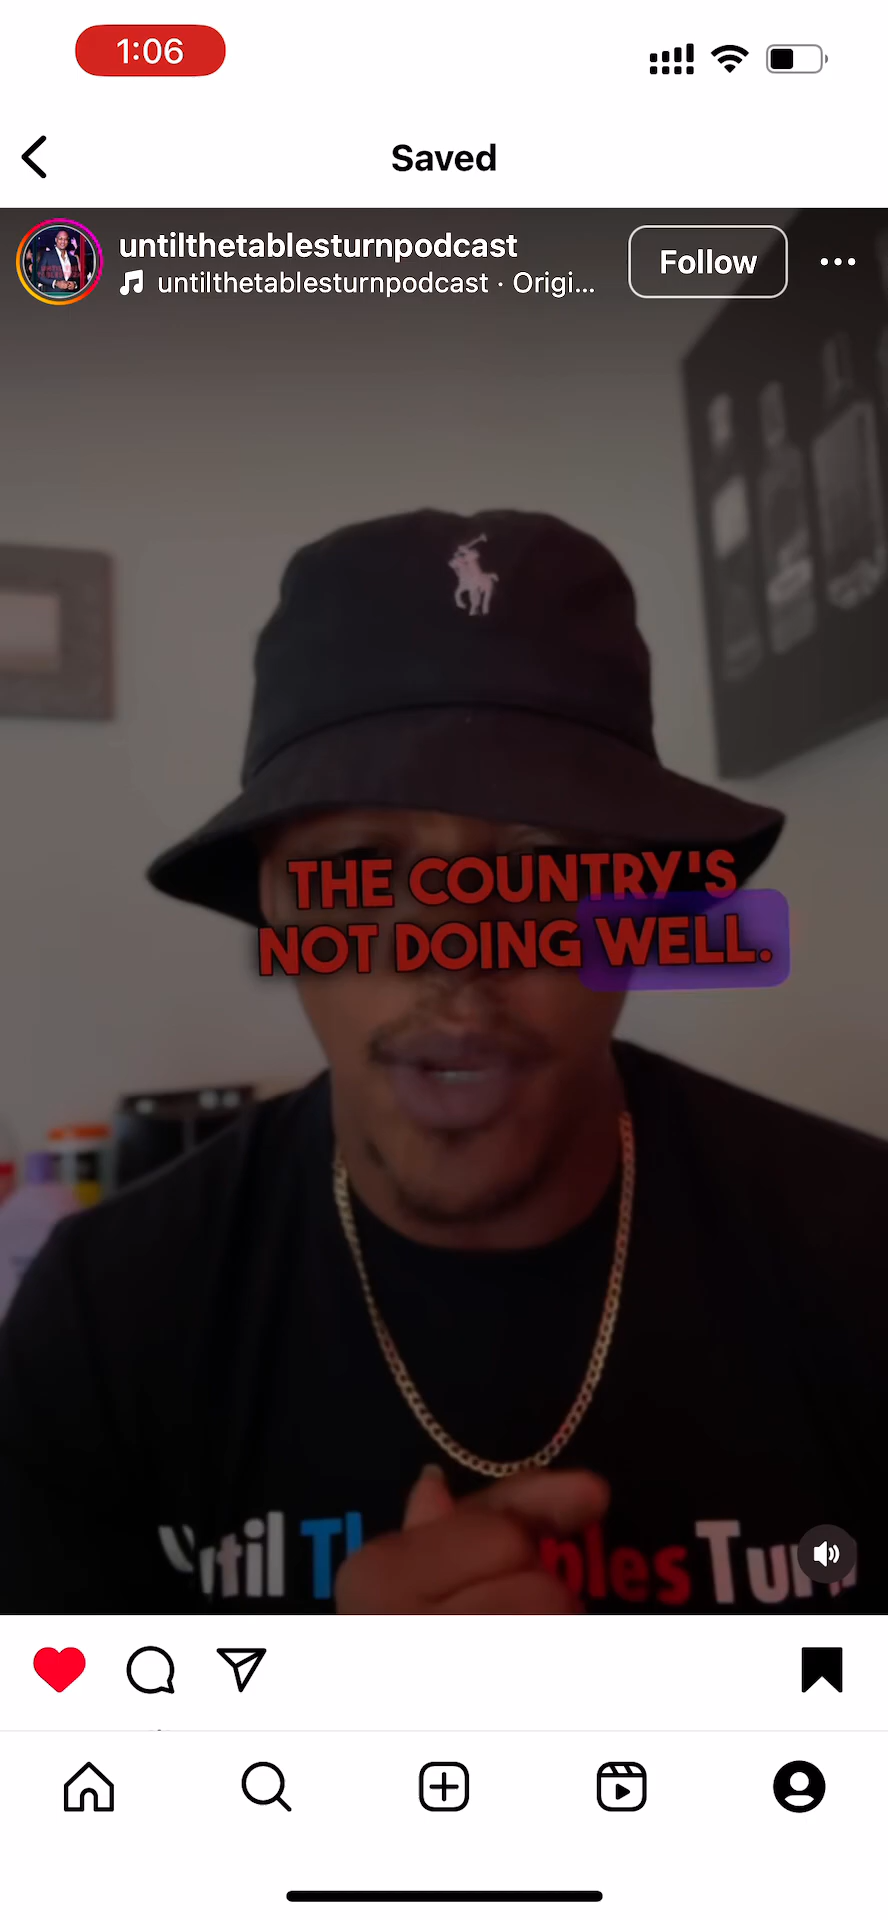 1:06
Saved
untilthetablesturnpodcast
Follow
untilthetablesturnpodcast · Origi...
THE COUNTRY'S
NOT DOING WELL.